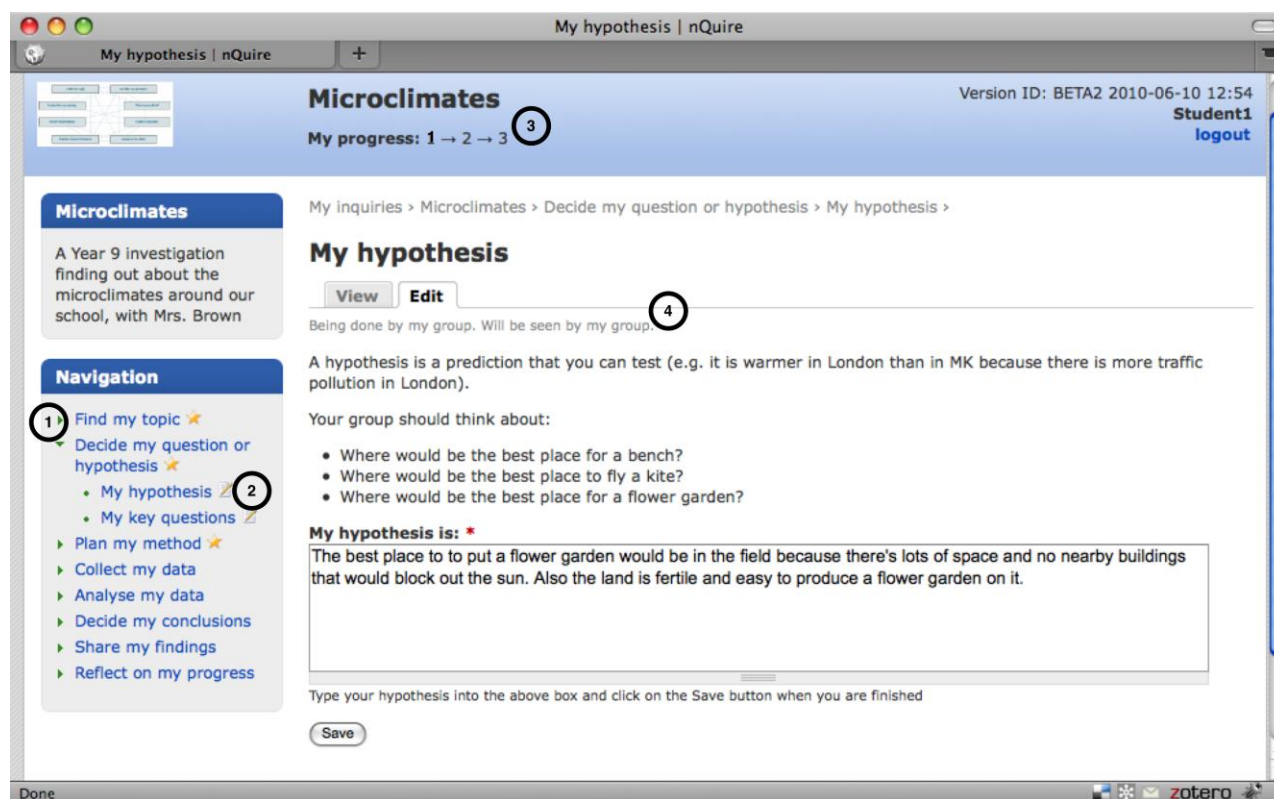 My hypothesis | nQuire
My hypothesis | nQuire
+
Microclimates
My progress: 1 → 2 → 3
3
Version ID: BETA2 2010-06-10 12:54
Student1
logout
Microclimates
A Year 9 investigation
finding out about the
microclimates around our
school, with Mrs. Brown
Navigation
1
Find my topic
Decide my question or
hypothesis
• My hypothesis
2
• My key questions
Plan my method
Collect my data
Analyse my data
Decide my conclusions
Share my findings
Reflect on my progress
My inquiries › Microclimates › Decide my question or hypothesis › My hypothesis ›
My hypothesis
View Edit
4
Being done by my group. Will be seen by my group.
A hypothesis is a prediction that you can test (e.g. it is warmer in London than in MK because there is more traffic
pollution in London).
Your group should think about:
• Where would be the best place for a bench?
• Where would be the best place to fly a kite?
• Where would be the best place for a flower garden?
My hypothesis is: *
The best place to to put a flower garden would be in the field because there's lots of space and no nearby buildings
that would block out the sun. Also the land is fertile and easy to produce a flower garden on it.
Type your hypothesis into the above box and click on the Save button when you are finished
Save
Done
zotero